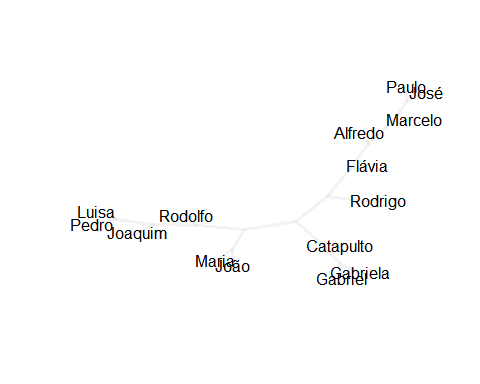 Paulo
José
Marcelo
Alfredo
Flávia
Rodrigo
Luisa
Rodolfo
Pedro
Joaquim
Catapulto
Maria
João
Gabriela
Gabriel